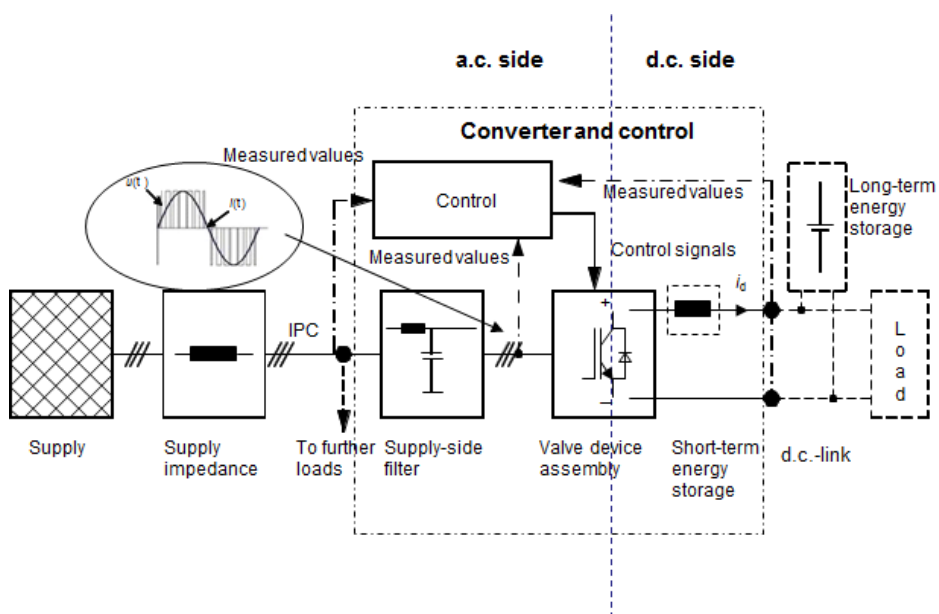 a.c. side
d.c. side
Converter and control
Measured values
u(t)
i(t)
Control
Measured values
Measured values
Control signals
Long-term
energy
storage
i_d
+
−
IPC
L
o
a
d
Supply
Supply
impedance
To further
loads
Supply-side
filter
Valve device
assembly
Short-term
energy
storage
d.c.-link